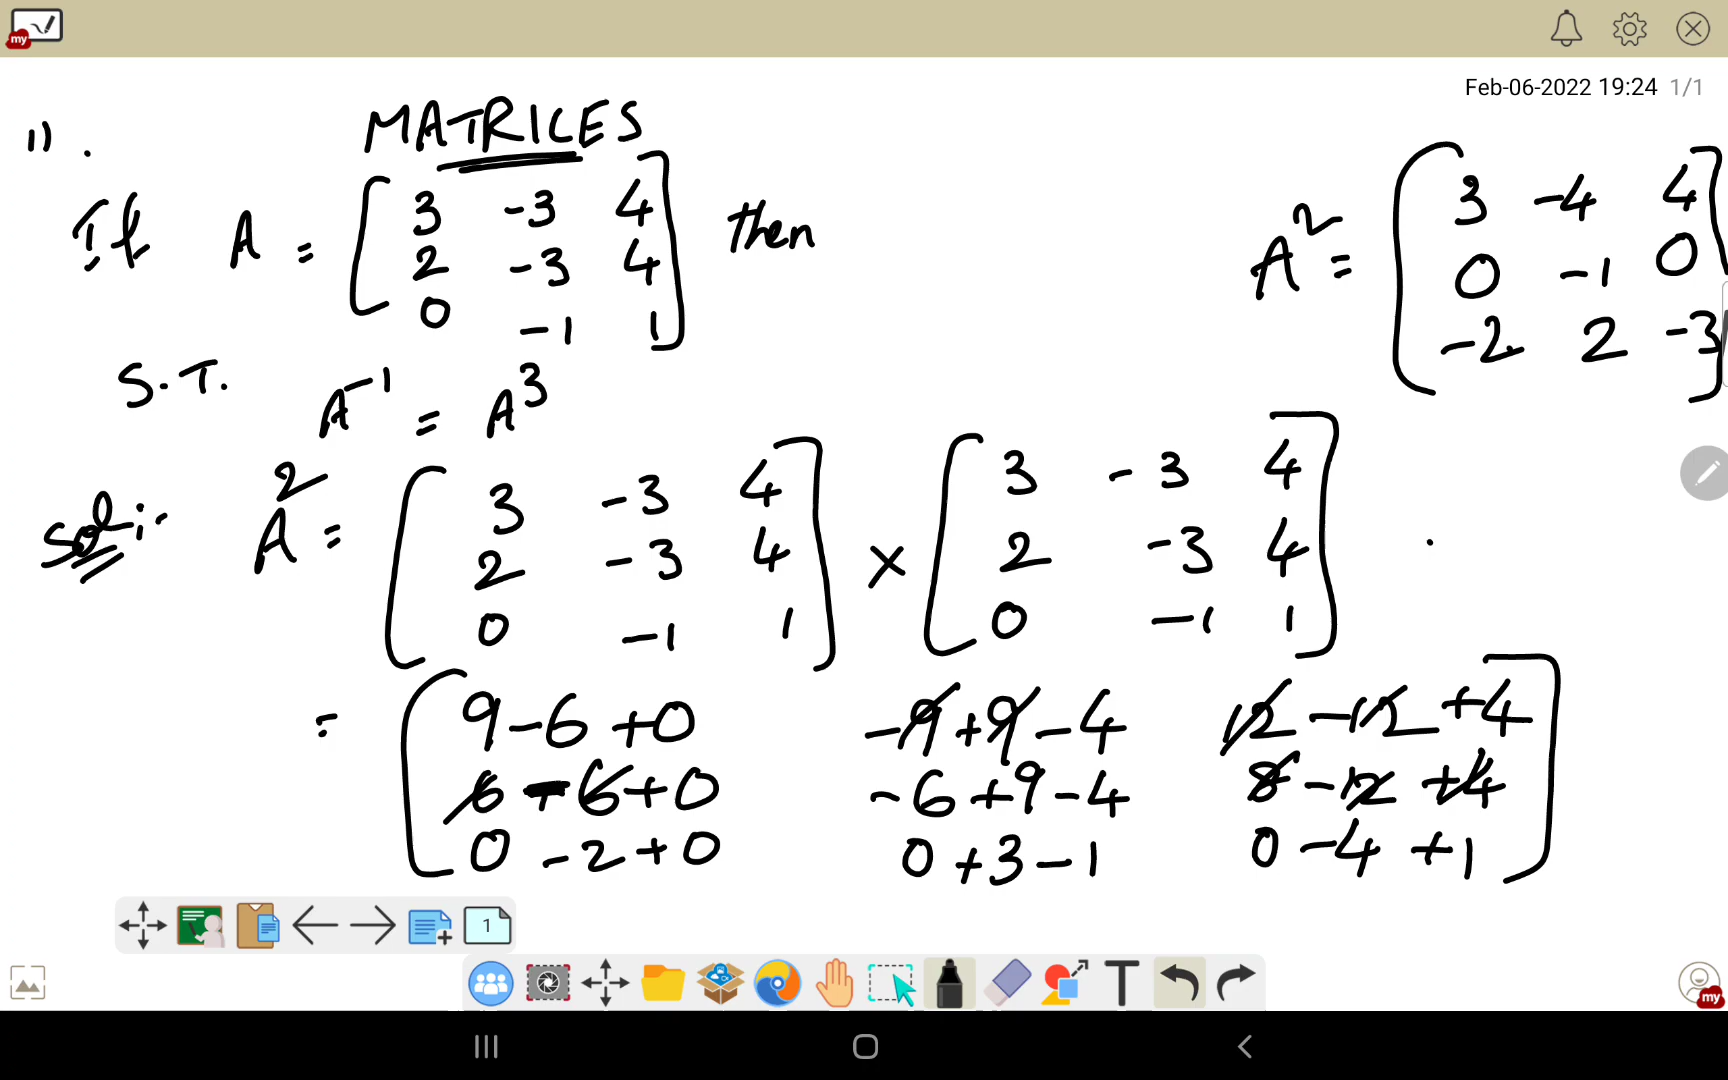 my
Feb-06-2022 19:24 1/1
1).
MATRICES
If A = [ 3 -3 4
2 -3 4
0 -1 1 ] then
S.T. A⁻¹ = A³
A² = [ 3 -4 4
0 -1 0
-2 2 -3 ]
Sol:- A² = [ 3 -3 4
2 -3 4
0 -1 1 ] × [ 3 -3 4
2 -3 4
0 -1 1 ]
= [ 9-6+0 -9+9-4 12-12+4
6-6+0 -6+9-4 8-12+4
0-2+0 0+3-1 0-4+1 ]
1
T
my